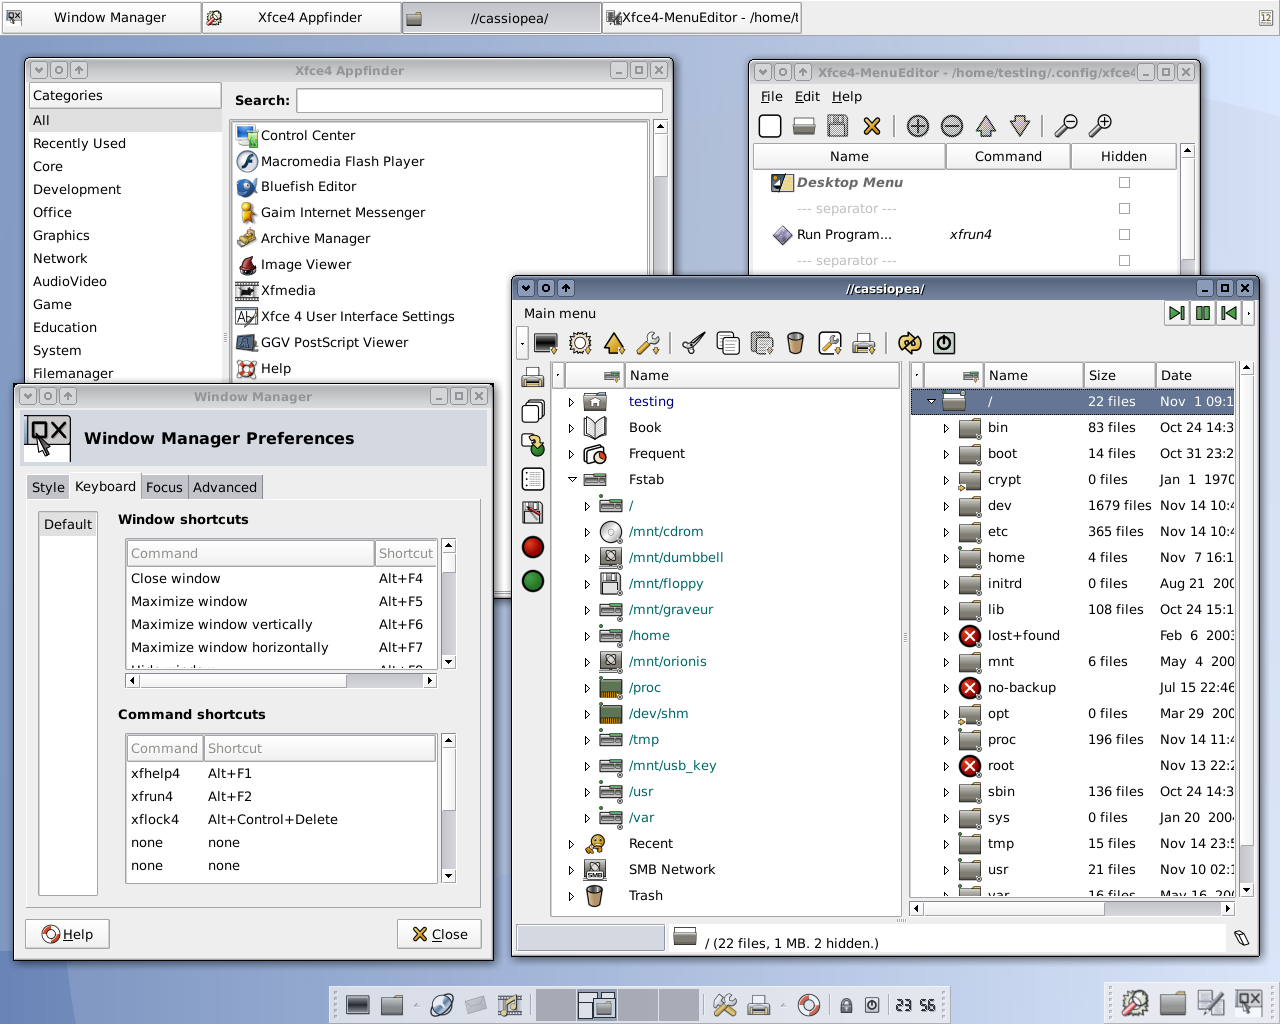 Window Manager
Xfce4 Appfinder
//cassiopea/
Xfce4-MenuEditor - /home/t
12
Xfce4 Appfinder
Categories
All
Recently Used
Core
Development
Office
Graphics
Network
AudioVideo
Game
Education
System
Filemanager
Search:
Control Center
Macromedia Flash Player
Bluefish Editor
Gaim Internet Messenger
Archive Manager
Image Viewer
Xfmedia
Xfce 4 User Interface Settings
GGV PostScript Viewer
Help
Xfce4-MenuEditor - /home/testing/.config/xfce4
File Edit Help
Name Command Hidden
Desktop Menu
--- separator ---
Run Program... xfrun4
--- separator ---
Window Manager
Window Manager Preferences
Style Keyboard Focus Advanced
Default
Window shortcuts
Command Shortcut
Close window Alt+F4
Maximize window Alt+F5
Maximize window vertically Alt+F6
Maximize window horizontally Alt+F7
Command shortcuts
Command Shortcut
xfhelp4 Alt+F1
xfrun4 Alt+F2
xflock4 Alt+Control+Delete
none none
none none
Help
Close
//cassiopea/
Main menu
Name
testing
Book
Frequent
Fstab
/
/mnt/cdrom
/mnt/dumbbell
/mnt/floppy
/mnt/graveur
/home
/mnt/orionis
/proc
/dev/shm
/tmp
/mnt/usb_key
/usr
/var
Recent
SMB Network
Trash
Name Size Date
/ 22 files Nov 1 09:1
bin 83 files Oct 24 14:3
boot 14 files Oct 31 23:2
crypt 0 files Jan 1 1970
dev 1679 files Nov 14 10:4
etc 365 files Nov 14 10:4
home 4 files Nov 7 16:1
initrd 0 files Aug 21 200
lib 108 files Oct 24 15:1
lost+found Feb 6 2003
mnt 6 files May 4 200
no-backup Jul 15 22:46
opt 0 files Mar 29 200
proc 196 files Nov 14 11:4
root Nov 13 22:2
sbin 136 files Oct 24 14:3
sys 0 files Jan 20 2004
tmp 15 files Nov 14 23:5
usr 21 files Nov 10 02:1
var 16 files May 16 200
/ (22 files, 1 MB. 2 hidden.)
23 56